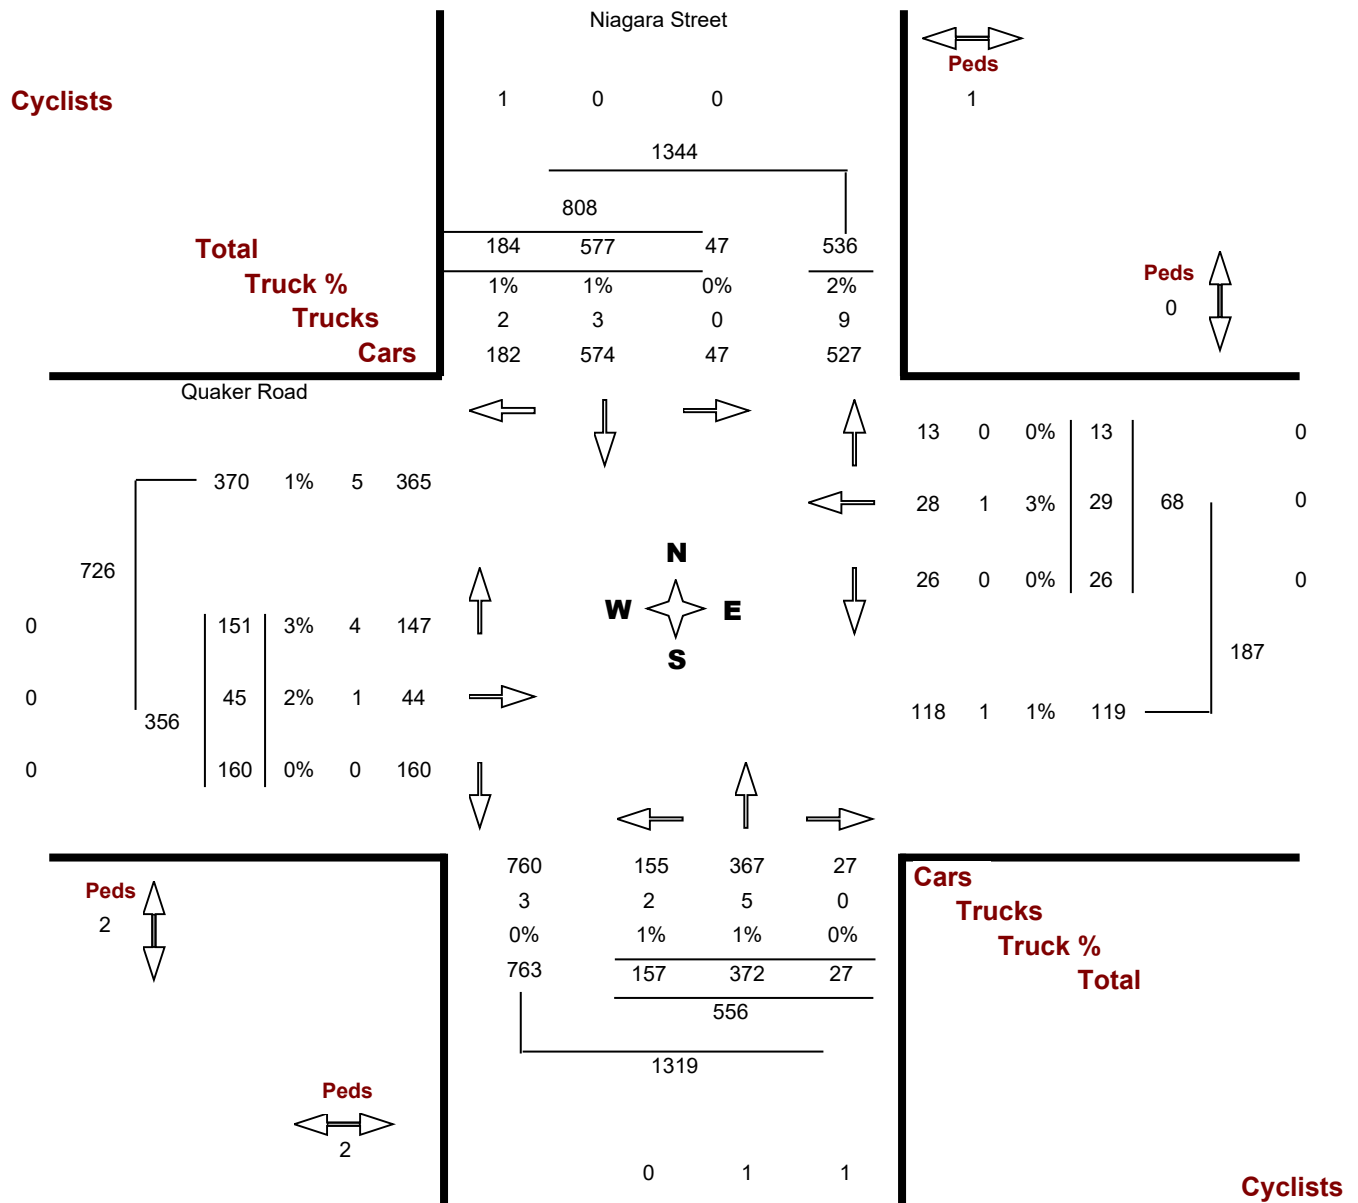 Niagara Street
Peds
Cyclists 1 0 0 1
1344
808
Total 184 577 47 536
Peds
Truck % 1% 1% 0% 2%
0
Trucks 2 3 0 9
Cars 182 574 47 527
Quaker Road
13 0 0% 13 0
370 1% 5 365
28 1 3% 29 68 0
N
726
26 0 0% 26 0
W E
0 151 3% 4 147
S
187
0 45 2% 1 44
356
118 1 1% 119
0 160 0% 0 160
760 155 367 27
Cars
Peds
3 2 5 0
Trucks
2
0% 1% 1% 0%
Truck %
763 157 372 27
Total
556
1319
Peds
2
0 1 1
Cyclists